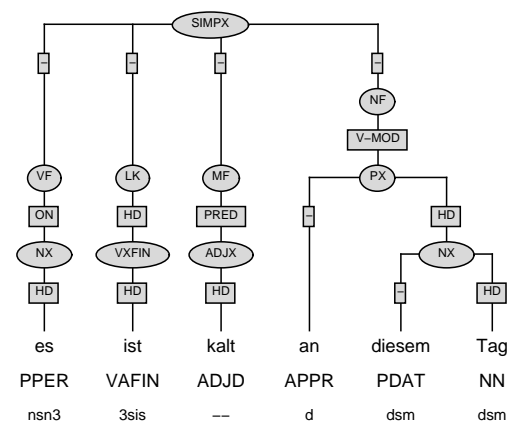 SIMPX
– – – –
NF
V–MOD
VF LK MF PX
ON HD PRED – HD
NX VXFIN ADJX NX
HD HD HD – HD
es ist kalt an diesem Tag
PPER VAFIN ADJD APPR PDAT NN
nsn3 3sis –– d dsm dsm